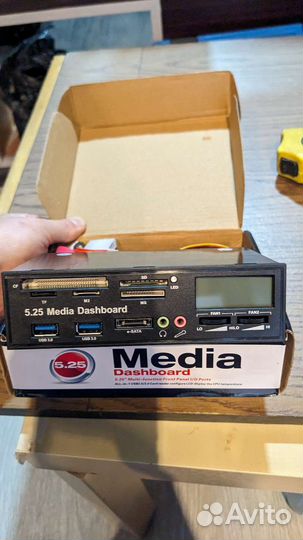 CF
SD
LED
TF
M2
MS
5.25 Media Dashboard
FAN1
FAN2
LO
HI/LO
HI
e-SATA
USB 3.0
USB 3.0
5.25
Media
Dashboard
5.25" Multi-function Front Panel I/O Ports
Avito